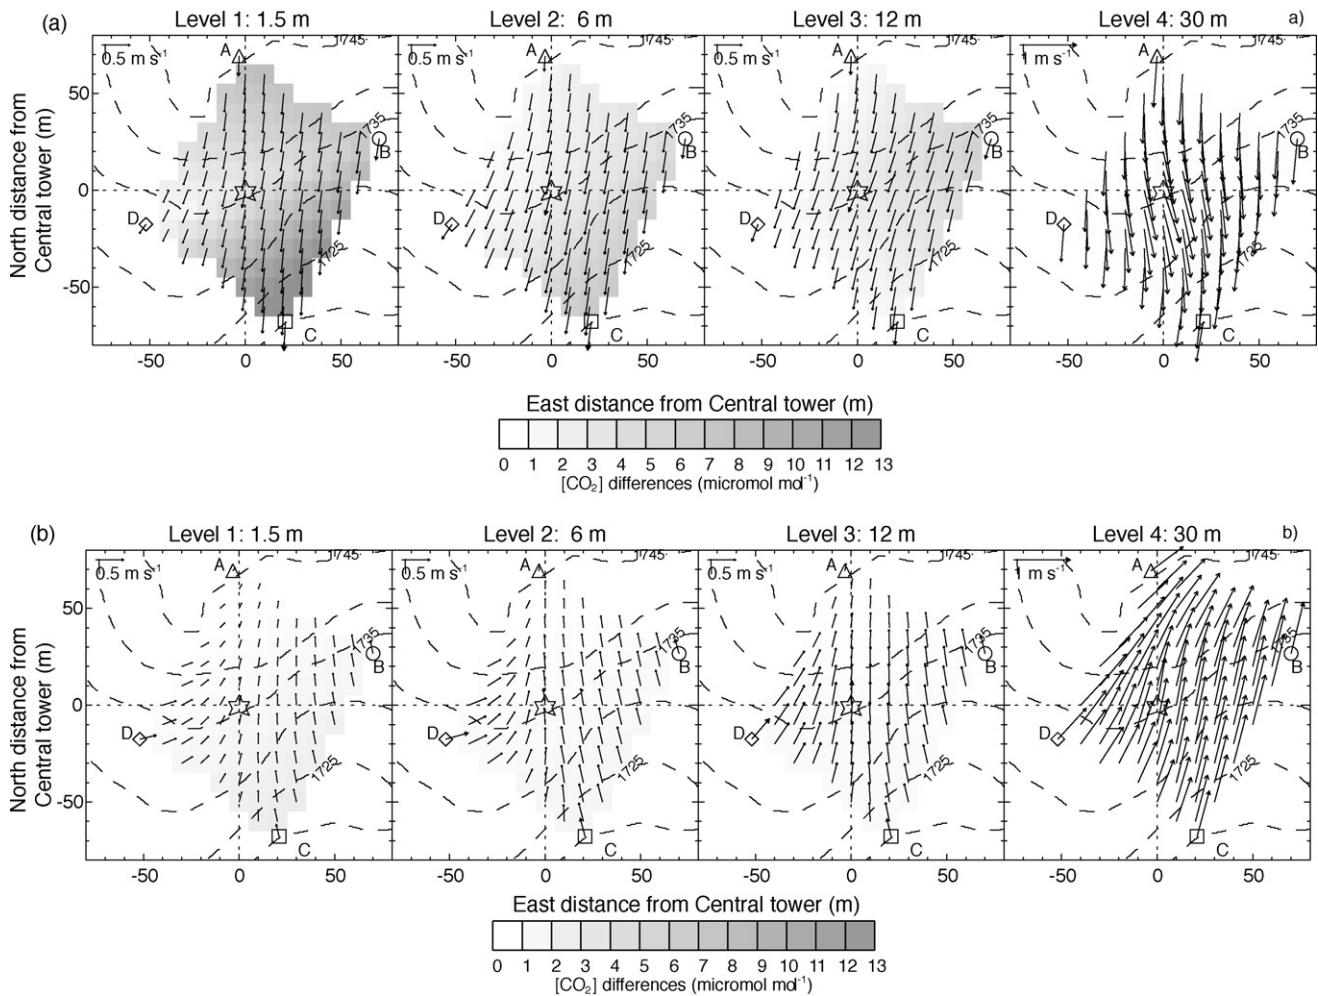 (a) Level 1: 1.5 m Level 2: 6 m Level 3: 12 m Level 4: 30 m a)
0.5 m s-1 A 1745 0.5 m s-1 A 1745 0.5 m s-1 A 1745 1 m s-1 A 1745
North distance from
Central tower (m)
50 0 -50
1735 B 1735 B 1735 B 1735 B
D D D D
1725 1725 1725 1725
C C C C
-50 0 50 -50 0 50 -50 0 50 -50 0 50
East distance from Central tower (m)
0 1 2 3 4 5 6 7 8 9 10 11 12 13
[CO2] differences (micromol mol-1)
(b) Level 1: 1.5 m Level 2: 6 m Level 3: 12 m Level 4: 30 m b)
0.5 m s-1 A 1745 0.5 m s-1 A 1745 0.5 m s-1 A 1745 1 m s-1 A 1745
North distance from
Central tower (m)
50 0 -50
1735 B 1735 B 1735 B 1735 B
D D D D
1725 1725 1725 1725
C C C C
-50 0 50 -50 0 50 -50 0 50 -50 0 50
East distance from Central tower (m)
0 1 2 3 4 5 6 7 8 9 10 11 12 13
[CO2] differences (micromol mol-1)